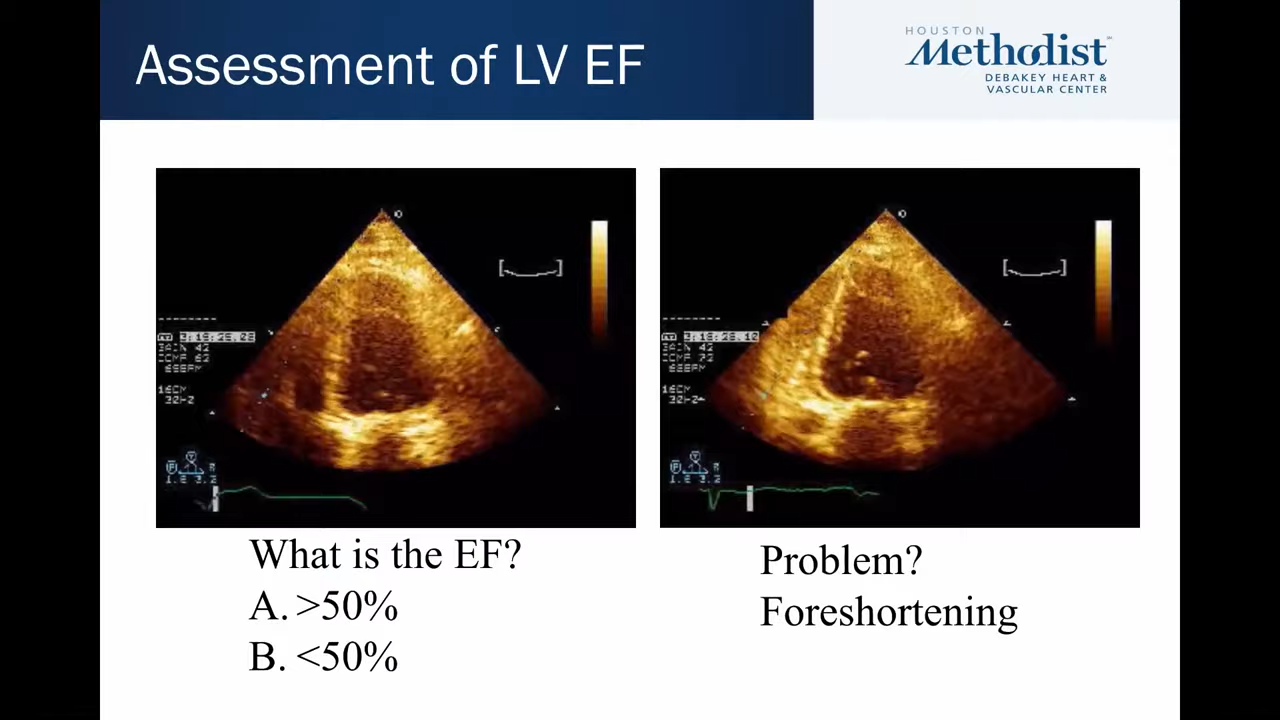 Assessment of LV EF
HOUSTON
Methodist
DEBAKEY HEART &
VASCULAR CENTER
What is the EF?
A. >50%
B. <50%
Problem?
Foreshortening